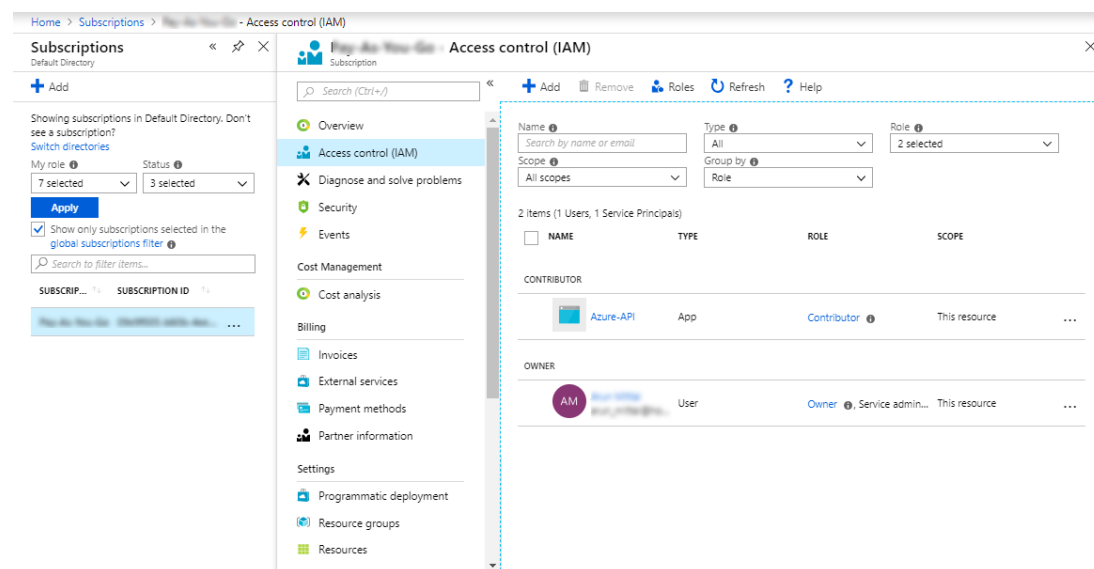 Home > Subscriptions > - Access control (IAM)
Subscriptions
Default Directory
Add
Showing subscriptions in Default Directory. Don't
see a subscription?
Switch directories
My role
Status
7 selected
3 selected
Apply
Show only subscriptions selected in the
global subscriptions filter
Search to filter items...
SUBSCRIP...
SUBSCRIPTION ID
...
- Access control (IAM)
Subscription
Search (Ctrl+/)
Overview
Access control (IAM)
Diagnose and solve problems
Security
Events
Cost Management
Cost analysis
Billing
Invoices
External services
Payment methods
Partner information
Settings
Programmatic deployment
Resource groups
Resources
Add
Remove
Roles
Refresh
Help
Name
Search by name or email
Type
All
Role
2 selected
Scope
All scopes
Group by
Role
2 items (1 Users, 1 Service Principals)
NAME
TYPE
ROLE
SCOPE
CONTRIBUTOR
Azure-API
App
Contributor
This resource
...
OWNER
AM
User
Owner , Service admin...
This resource
...